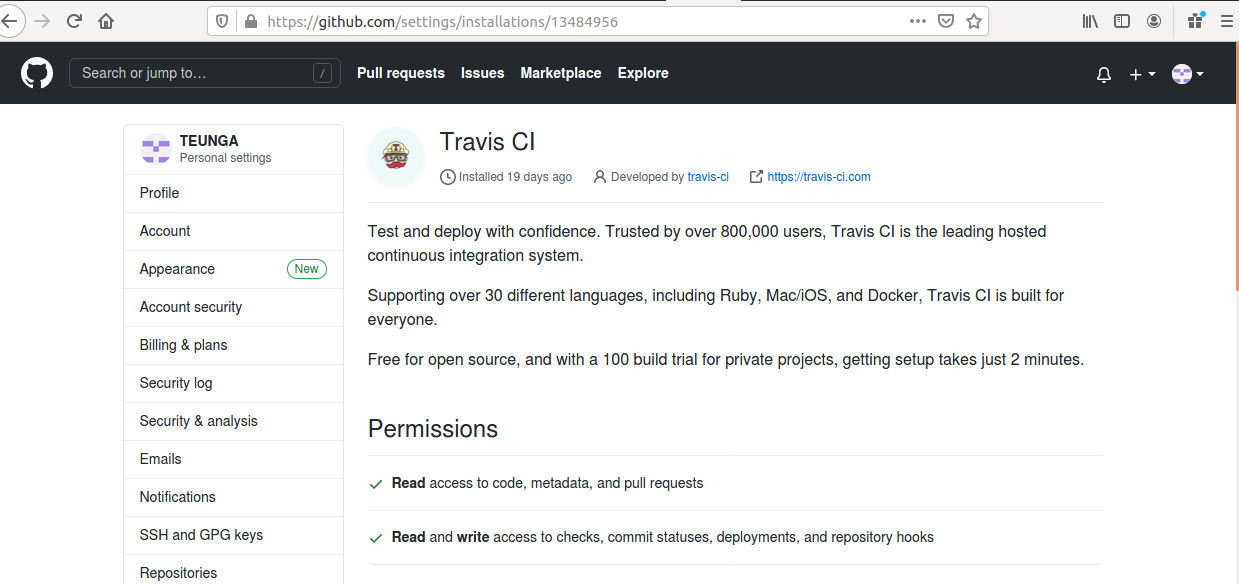 https://github.com/settings/installations/13484956
Search or jump to…
/
Pull requests
Issues
Marketplace
Explore
TEUNGA
Personal settings
Profile
Account
Appearance
New
Account security
Billing & plans
Security log
Security & analysis
Emails
Notifications
SSH and GPG keys
Repositories
Travis CI
Installed 19 days ago
Developed by travis-ci
https://travis-ci.com
Test and deploy with confidence. Trusted by over 800,000 users, Travis CI is the leading hosted
continuous integration system.
Supporting over 30 different languages, including Ruby, Mac/iOS, and Docker, Travis CI is built for
everyone.
Free for open source, and with a 100 build trial for private projects, getting setup takes just 2 minutes.
Permissions
Read access to code, metadata, and pull requests
Read and write access to checks, commit statuses, deployments, and repository hooks